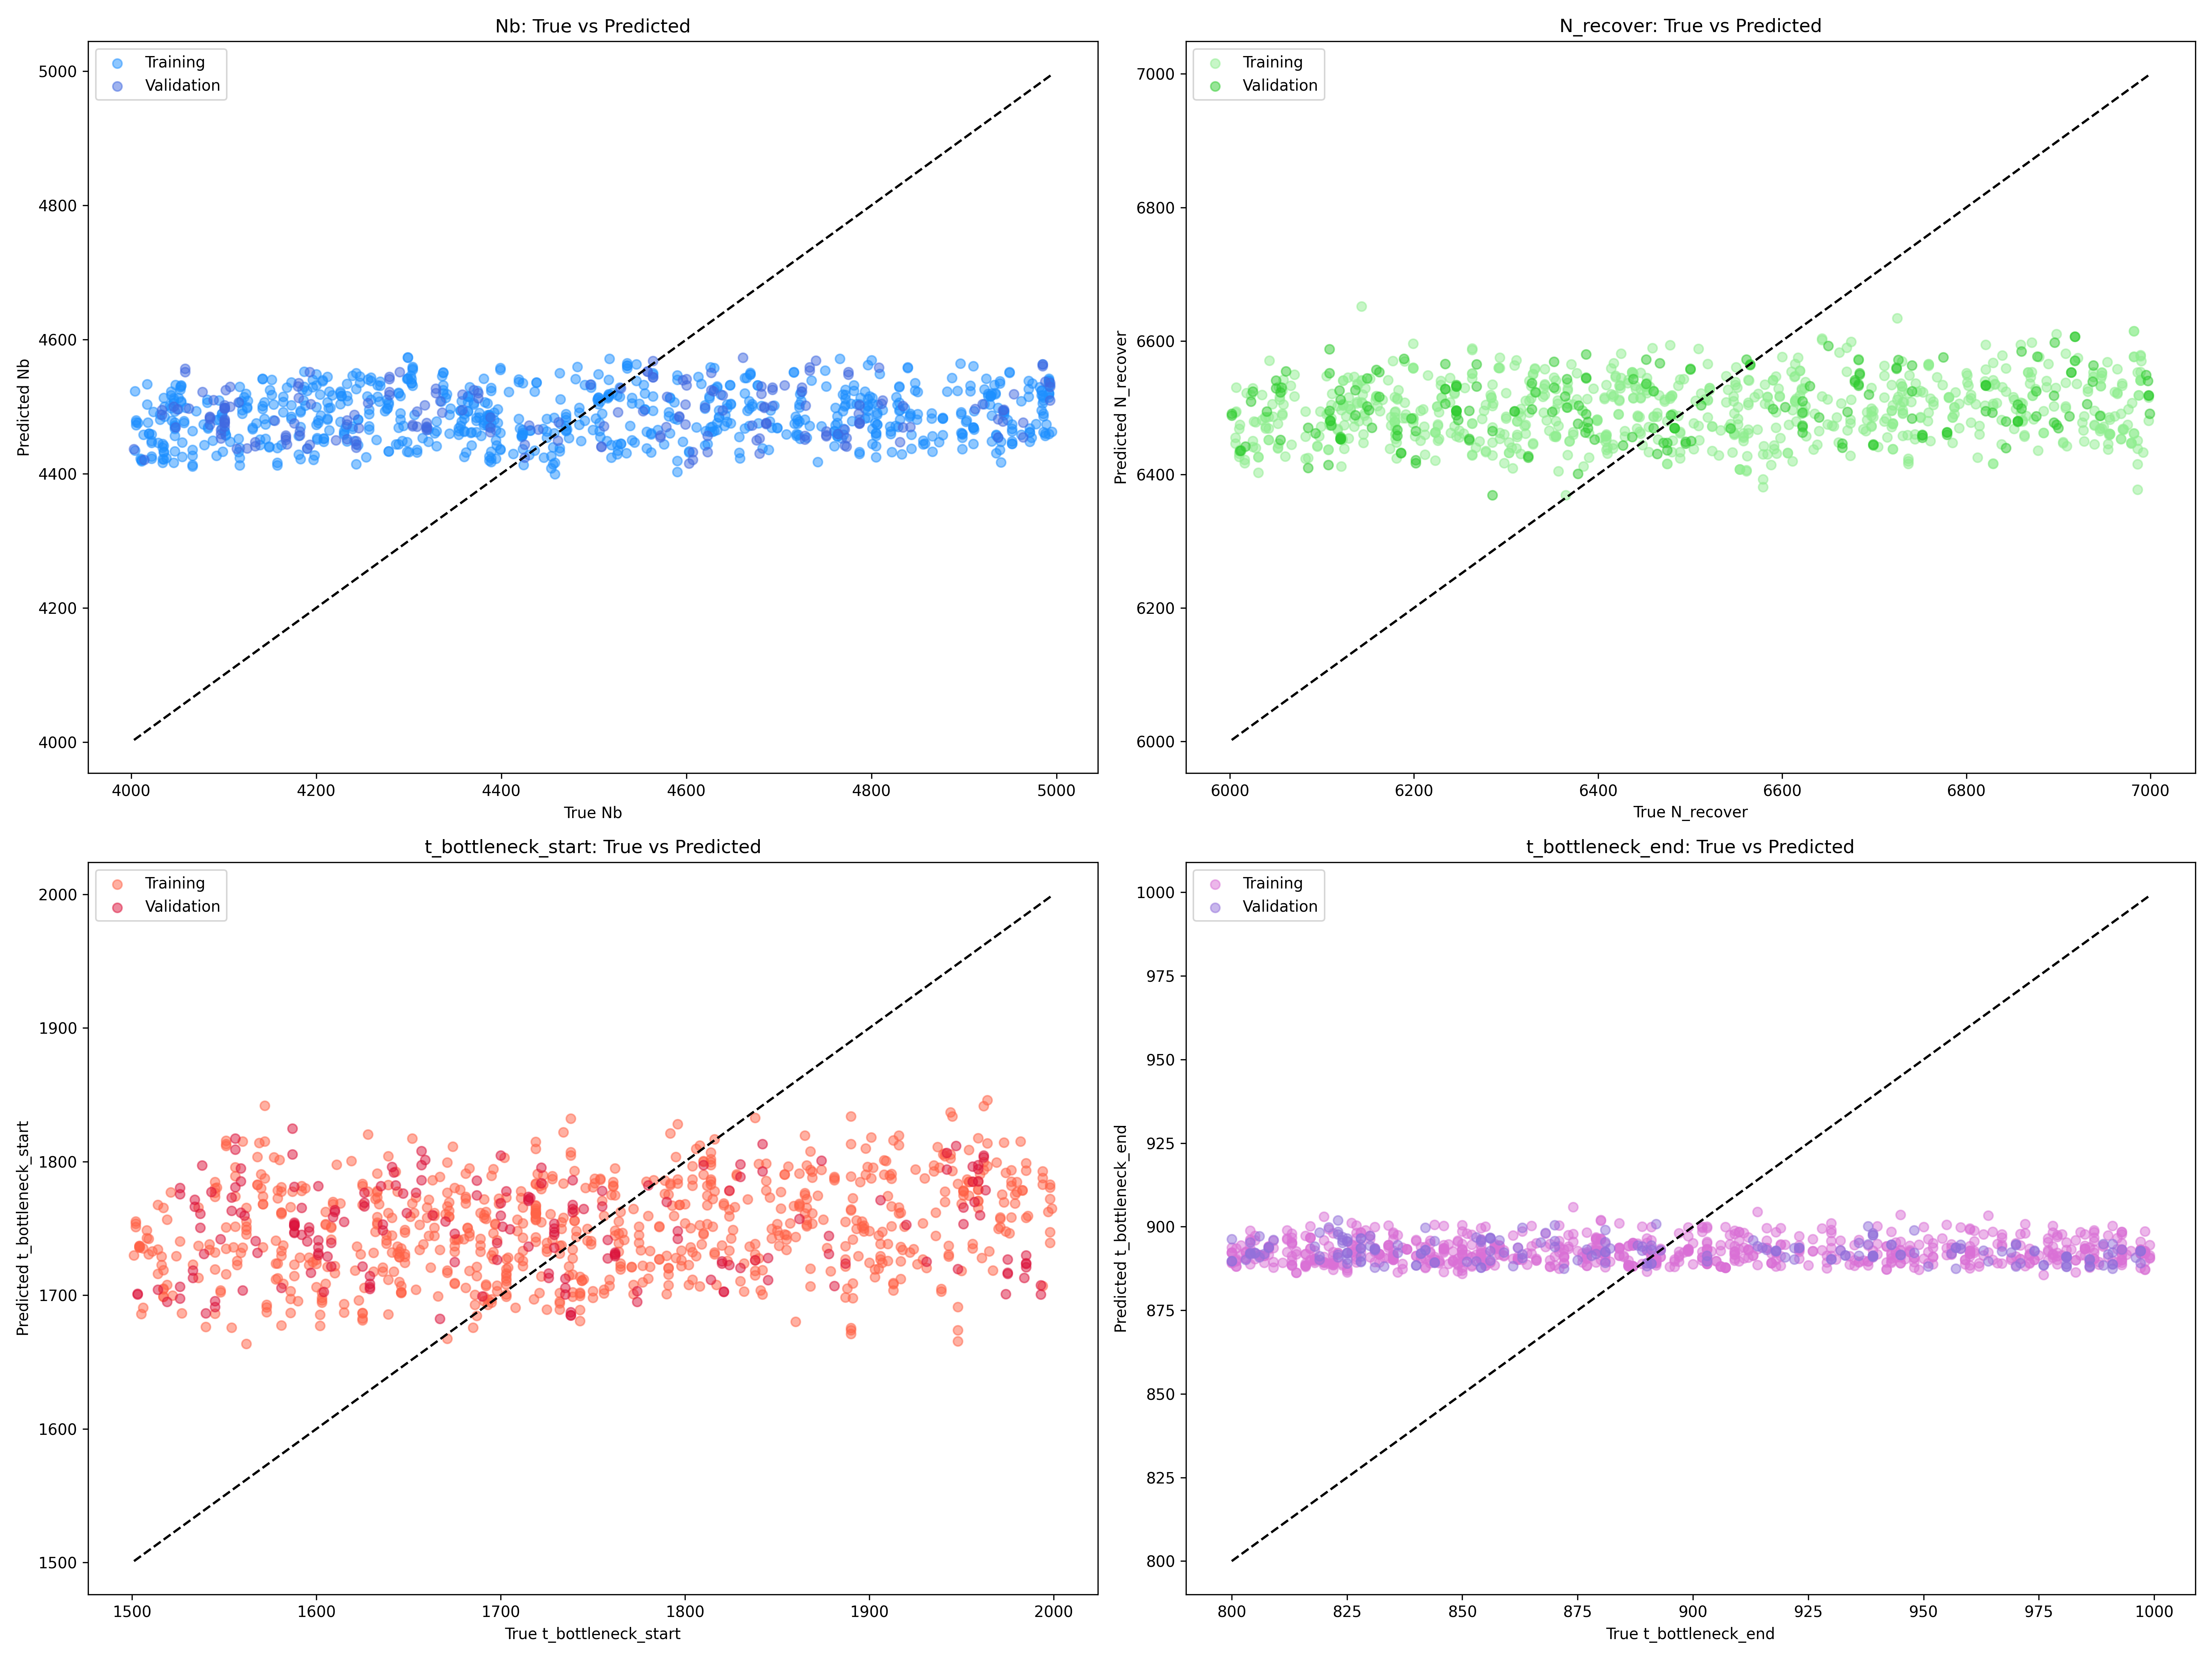 Nb: True vs Predicted
Training
Validation
5000
4800
4600
4400
4200
4000
Predicted Nb
4000 4200 4400 4600 4800 5000
True Nb
N_recover: True vs Predicted
Training
Validation
7000
6800
6600
6400
6200
6000
Predicted N_recover
6000 6200 6400 6600 6800 7000
True N_recover
t_bottleneck_start: True vs Predicted
Training
Validation
2000
1900
1800
1700
1600
1500
Predicted t_bottleneck_start
1500 1600 1700 1800 1900 2000
True t_bottleneck_start
t_bottleneck_end: True vs Predicted
Training
Validation
1000
975
950
925
900
875
850
825
800
Predicted t_bottleneck_end
800 825 850 875 900 925 950 975 1000
True t_bottleneck_end